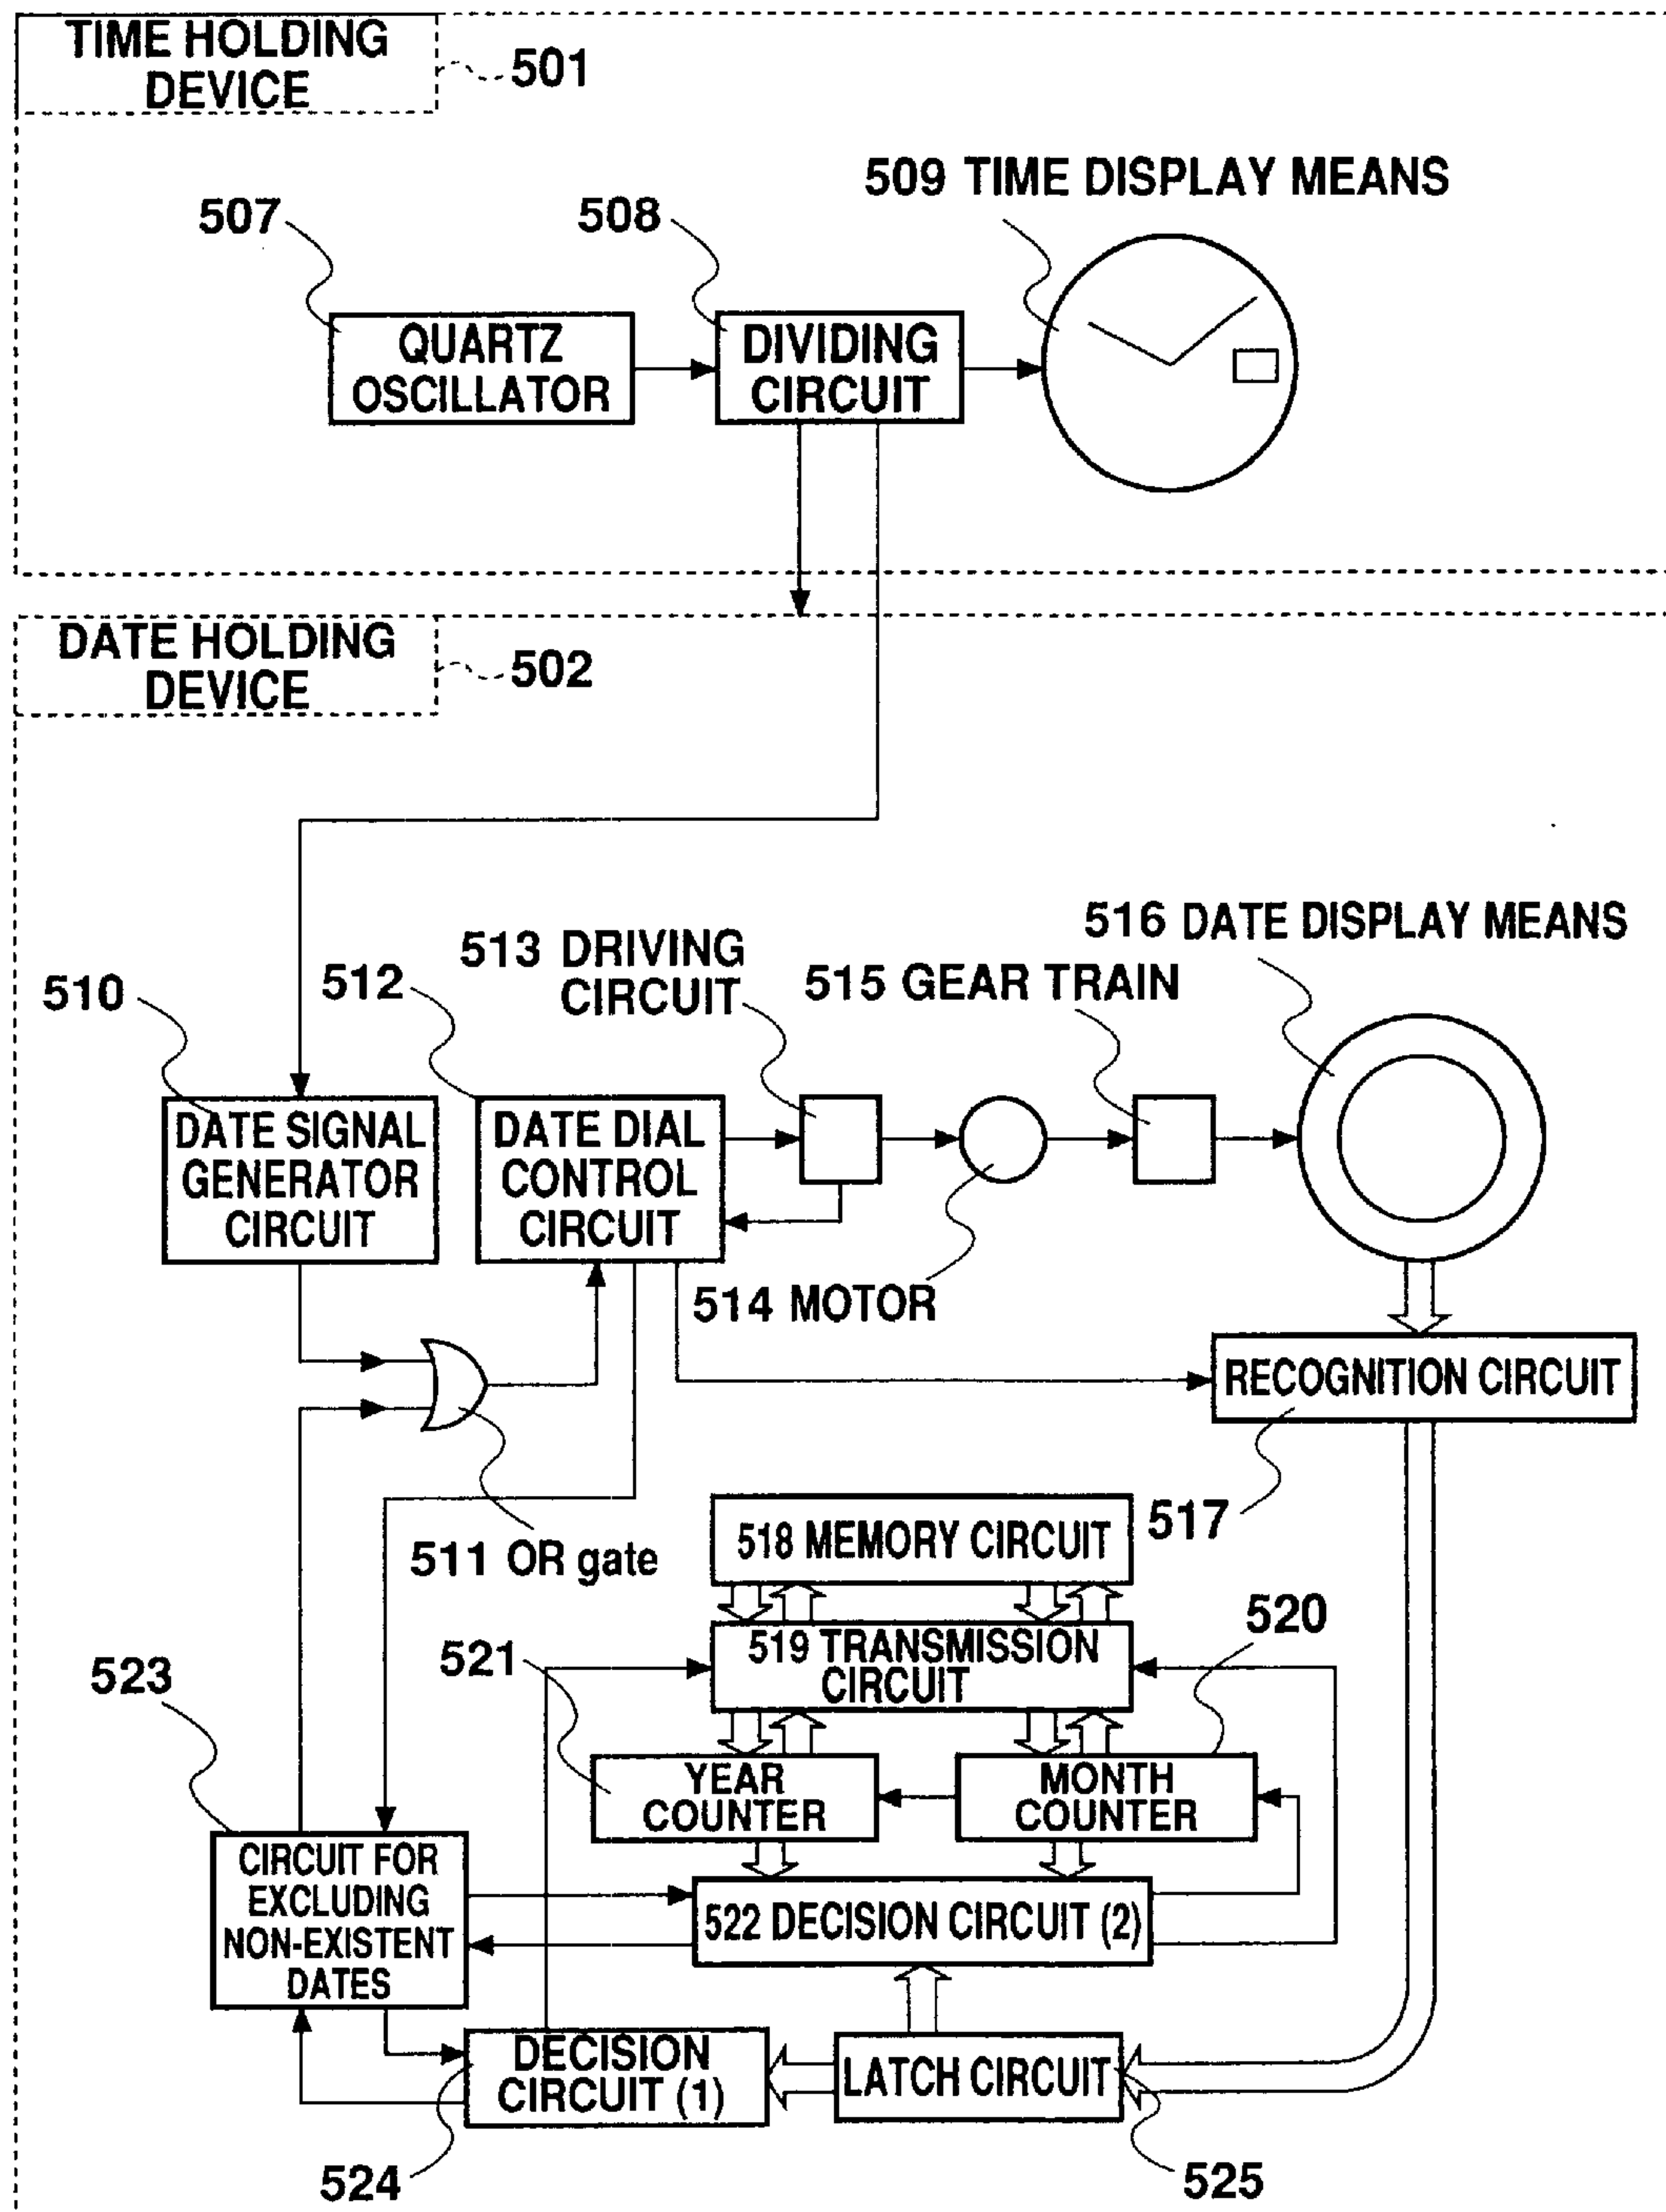 TIME HOLDING
DEVICE
501
509 TIME DISPLAY MEANS
507
508
QUARTZ
OSCILLATOR
DIVIDING
CIRCUIT
DATE HOLDING
DEVICE
502
516 DATE DISPLAY MEANS
513 DRIVING
CIRCUIT
515 GEAR TRAIN
510
512
DATE SIGNAL
GENERATOR
CIRCUIT
DATE DIAL
CONTROL
CIRCUIT
514 MOTOR
RECOGNITION CIRCUIT
517
511 OR gate
518 MEMORY CIRCUIT
519 TRANSMISSION
CIRCUIT
520
521
523
YEAR
COUNTER
MONTH
COUNTER
CIRCUIT FOR
EXCLUDING
NON-EXISTENT
DATES
522 DECISION CIRCUIT (2)
DECISION
CIRCUIT (1)
LATCH CIRCUIT
524
525